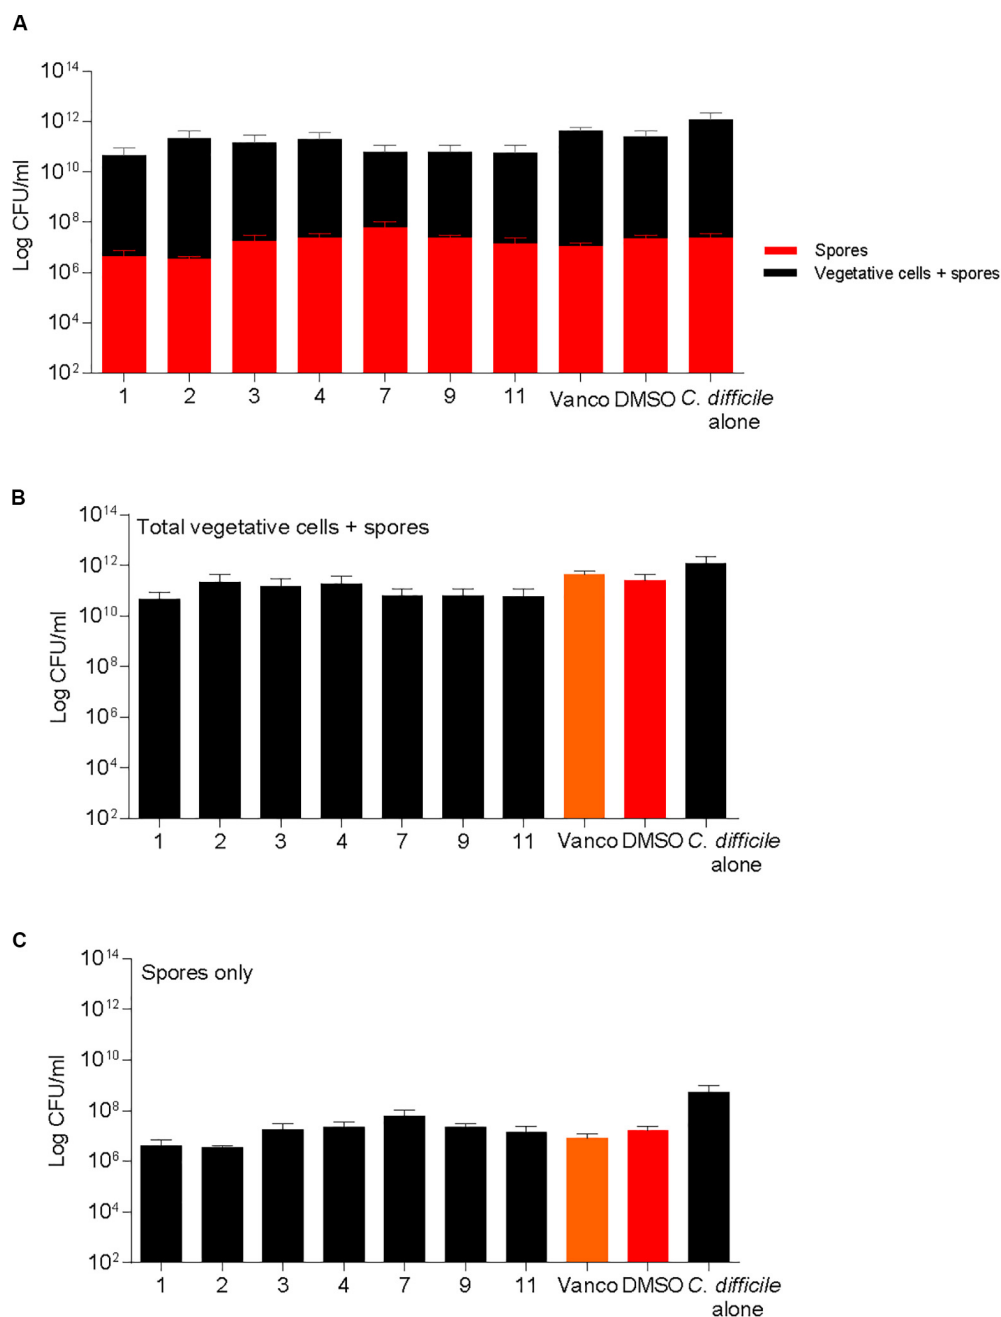 A
Log CFU/ml
10^14
10^12
10^10
10^8
10^6
10^4
10^2
1 2 3 4 7 9 11 Vanco DMSO C. difficile
alone
Spores
Vegetative cells + spores
B
Total vegetative cells + spores
Log CFU/ml
10^14
10^12
10^10
10^8
10^6
10^4
10^2
1 2 3 4 7 9 11 Vanco DMSO C. difficile
alone
C
Spores only
Log CFU/ml
10^14
10^12
10^10
10^8
10^6
10^4
10^2
1 2 3 4 7 9 11 Vanco DMSO C. difficile
alone